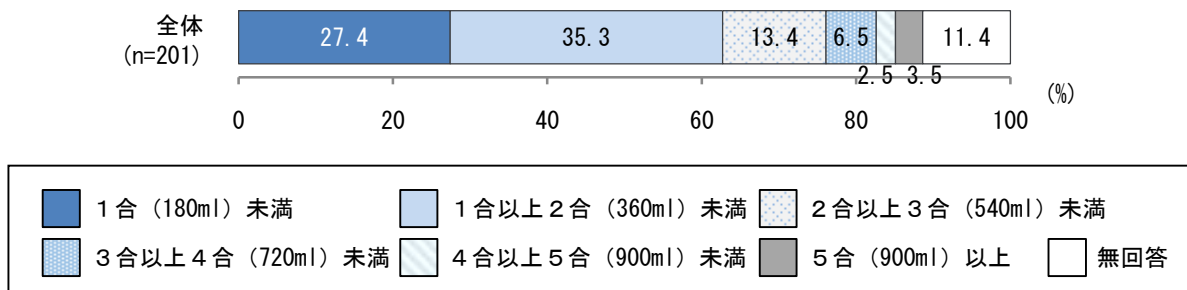 全体
(n=201)
27.4 35.3 13.4 6.5 11.4
2.5 3.5
(%)
0 20 40 60 80 100
1合（180ml）未満 1合以上2合（360ml）未満 2合以上3合（540ml）未満
3合以上4合（720ml）未満 4合以上5合（900ml）未満 5合（900ml）以上 無回答